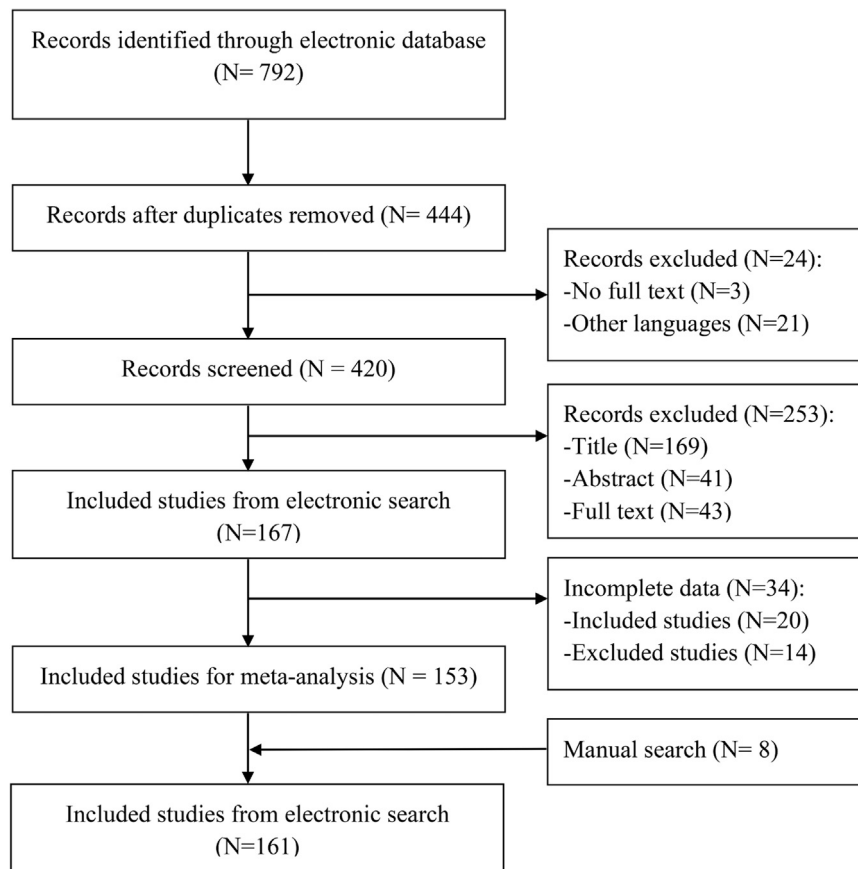 Records identified through electronic database
(N= 792)
Records after duplicates removed (N= 444)
Records excluded (N=24):
-No full text (N=3)
-Other languages (N=21)
Records screened (N = 420)
Records excluded (N=253):
-Title (N=169)
-Abstract (N=41)
-Full text (N=43)
Included studies from electronic search
(N=167)
Incomplete data (N=34):
-Included studies (N=20)
-Excluded studies (N=14)
Included studies for meta-analysis (N = 153)
Manual search (N= 8)
Included studies from electronic search
(N=161)